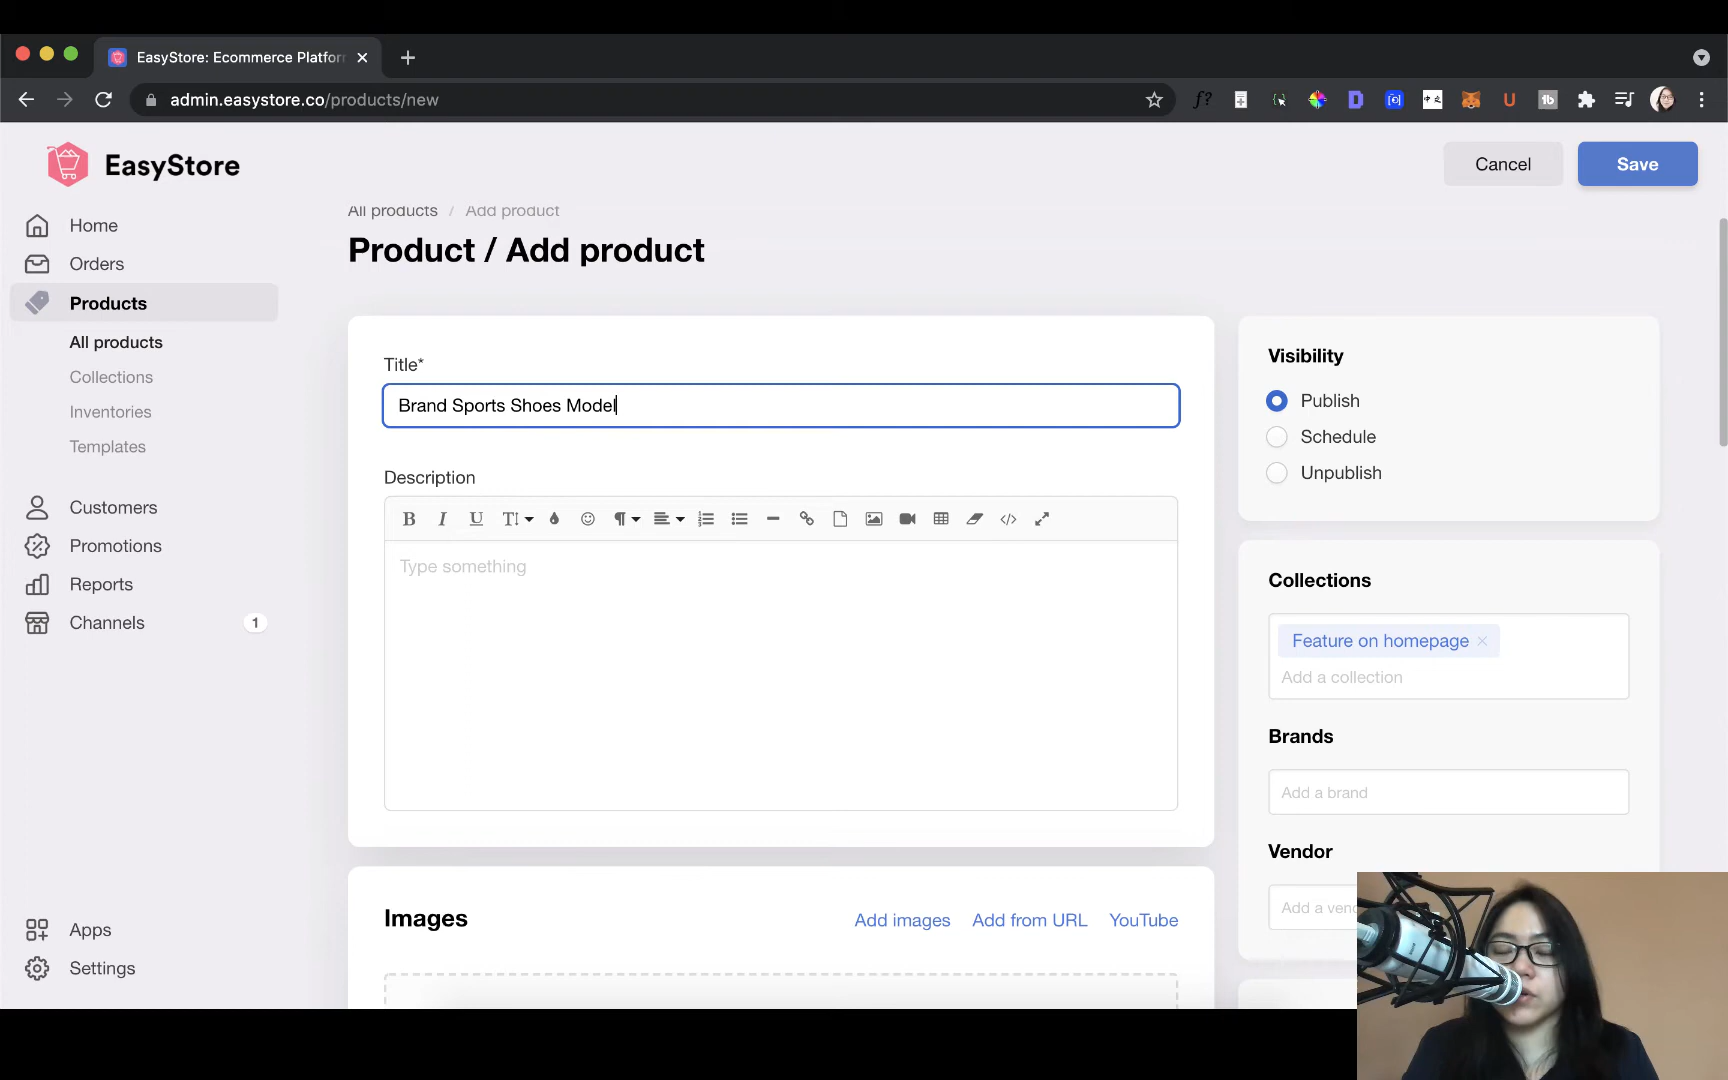 EasyStore: Ecommerce Platfor
admin.easystore.co/products/new
EasyStore
Cancel
Save
Home
Orders
Products
All products
Collections
Inventories
Templates
Customers
Promotions
Reports
Channels
1
Apps
Settings
All products / Add product
Product / Add product
Title*
Brand Sports Shoes Model
Description
Type something
Images
Add images
Add from URL
YouTube
Visibility
Publish
Schedule
Unpublish
Collections
Feature on homepage
Add a collection
Brands
Add a brand
Vendor
Add a vend